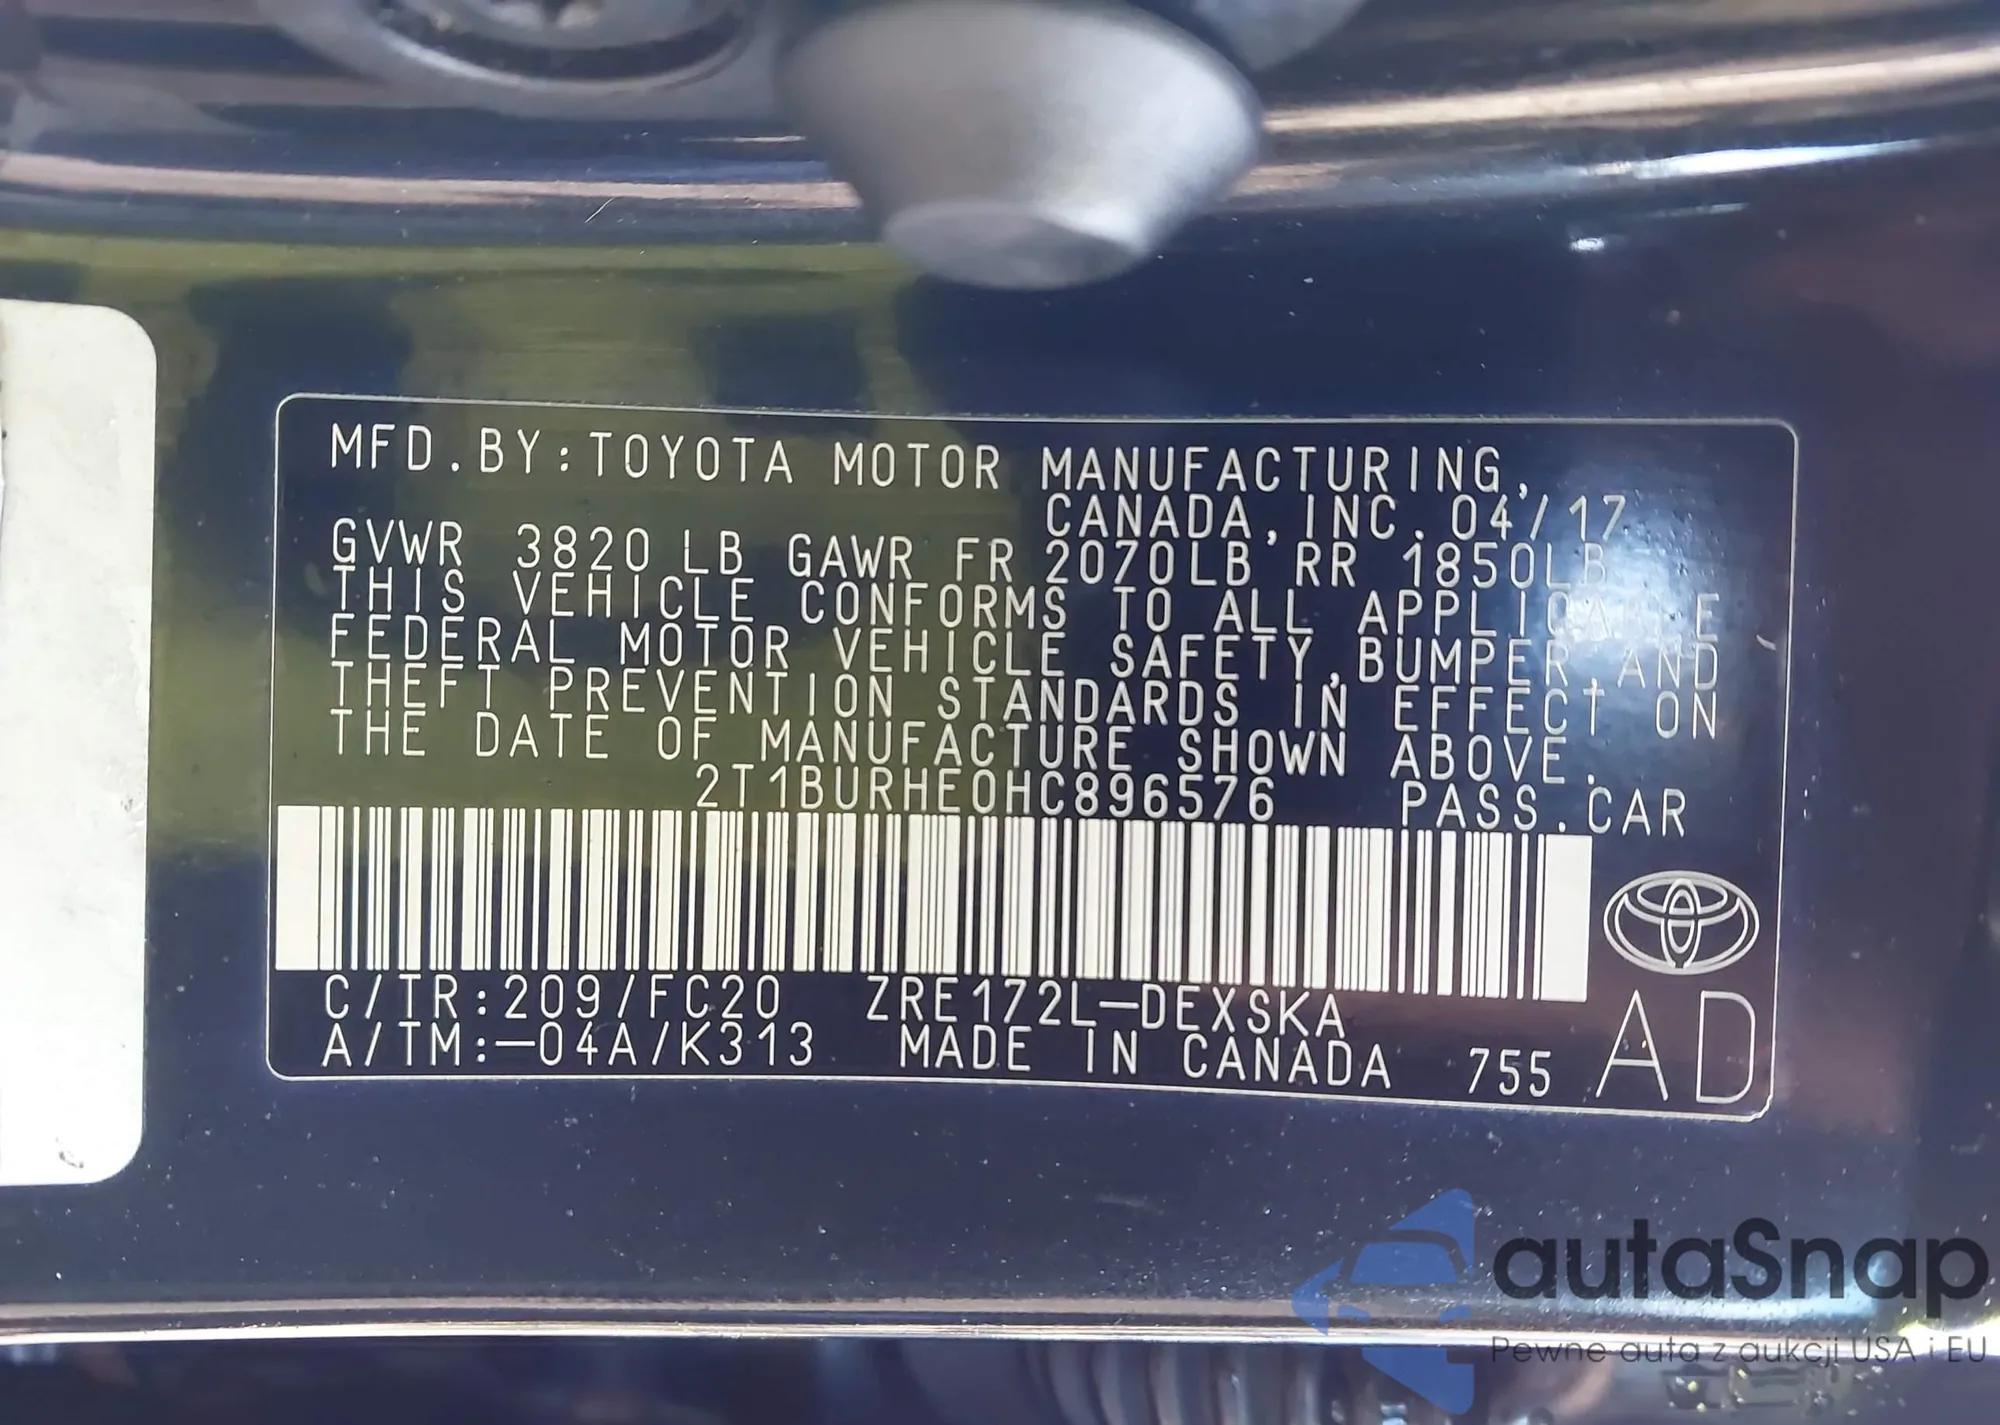 MFD.BY:TOYOTA MOTOR MANUFACTURING,
CANADA,INC. 04/17
GVWR 3820 LB GAWR FR 2070LB RR 1850LB
THIS VEHICLE CONFORMS TO ALL APPLICABLE
FEDERAL MOTOR VEHICLE SAFETY,BUMPER,AND
THEFT PREVENTION STANDARDS IN EFFECT ON
THE DATE OF MANUFACTURE SHOWN ABOVE.
2T1BURHE0HC896576 PASS.CAR
C/TR:209/FC20 ZRE172L-DEXSKA
A/TM:-04A/K313 MADE IN CANADA 755 AD
autaSnap
Pewne auta z aukcji USA i EU